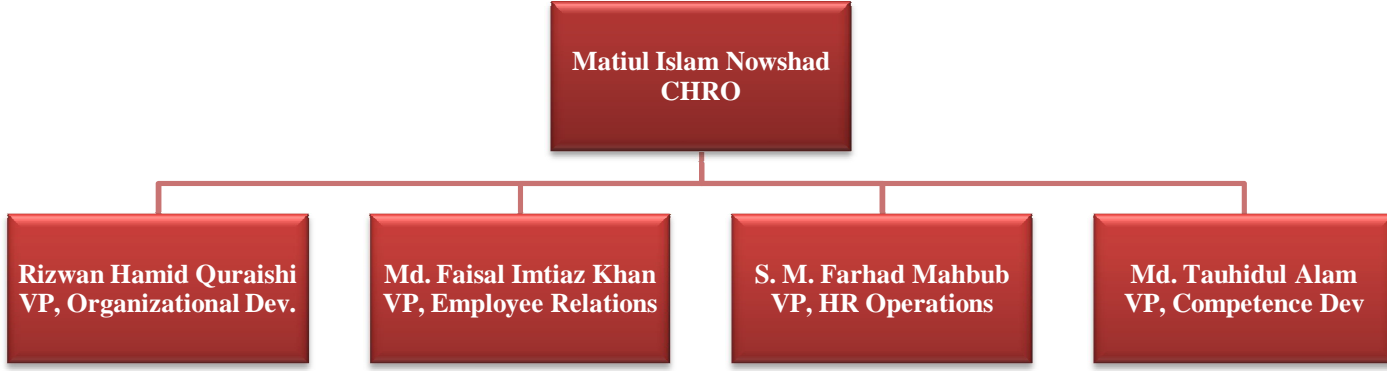 Matiul Islam Nowshad
CHRO
Rizwan Hamid Quraishi
VP, Organizational Dev.
Md. Faisal Imtiaz Khan
VP, Employee Relations
S. M. Farhad Mahbub
VP, HR Operations
Md. Tauhidul Alam
VP, Competence Dev